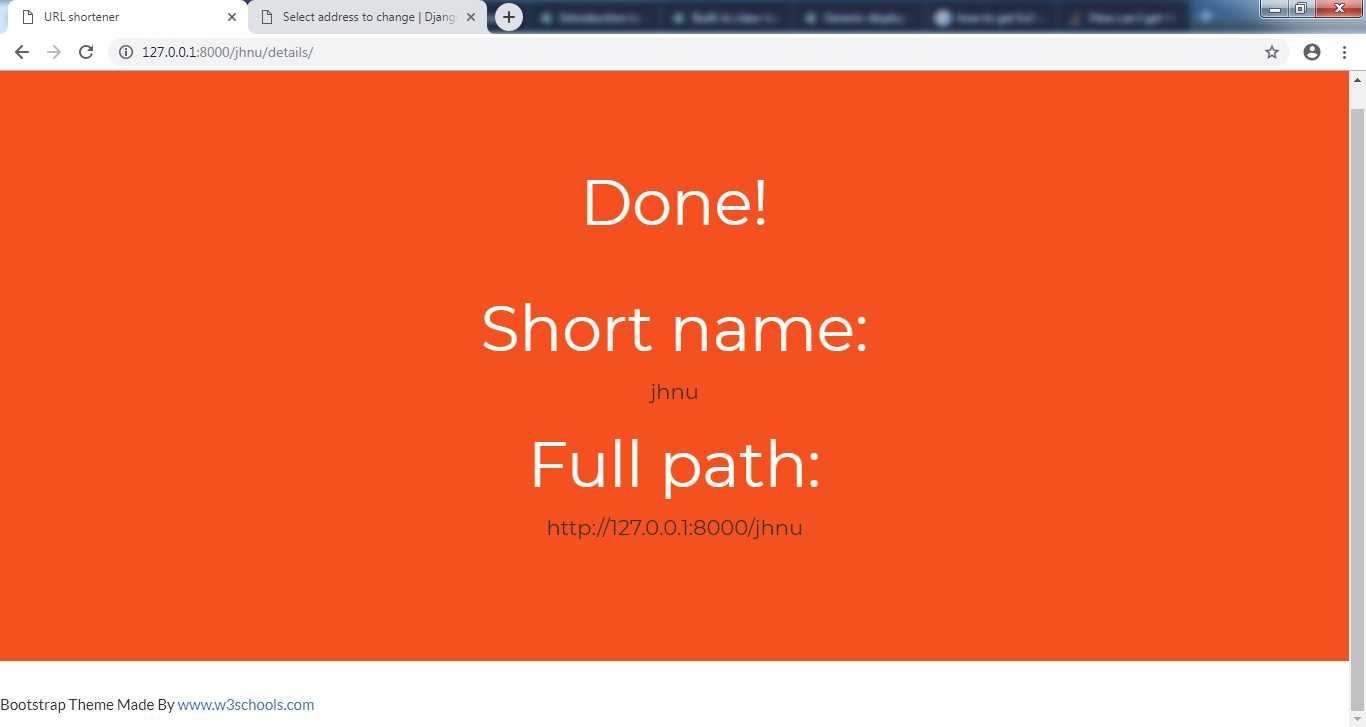 URL shortener
Select address to change | Djang
127.0.0.1:8000/jhnu/details/
Done!
Short name:
jhnu
Full path:
http://127.0.0.1:8000/jhnu
Bootstrap Theme Made By www.w3schools.com